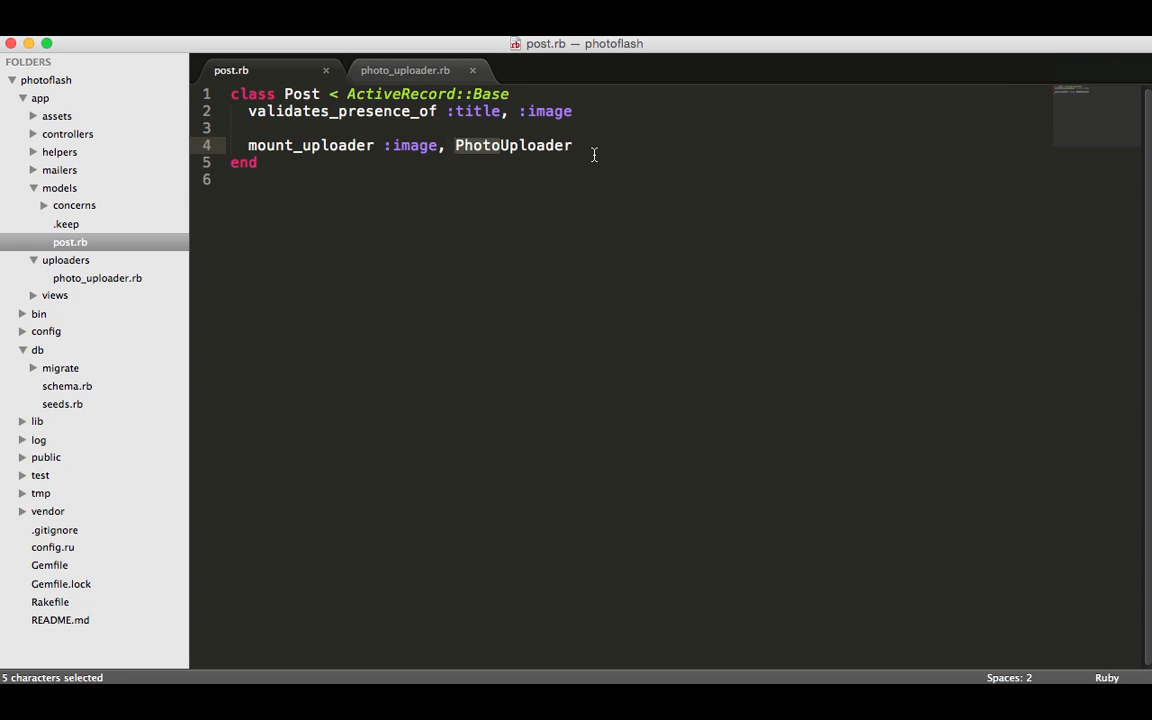 post.rb — photoflash
FOLDERS
photoflash
app
assets
controllers
helpers
mailers
models
concerns
.keep
post.rb
uploaders
photo_uploader.rb
views
bin
config
db
migrate
schema.rb
seeds.rb
lib
log
public
test
tmp
vendor
.gitignore
config.ru
Gemfile
Gemfile.lock
Rakefile
README.md
post.rb × photo_uploader.rb ×
1 class Post < ActiveRecord::Base
2 validates_presence_of :title, :image
3
4 mount_uploader :image, PhotoUploader
5 end
6
5 characters selected Spaces: 2 Ruby